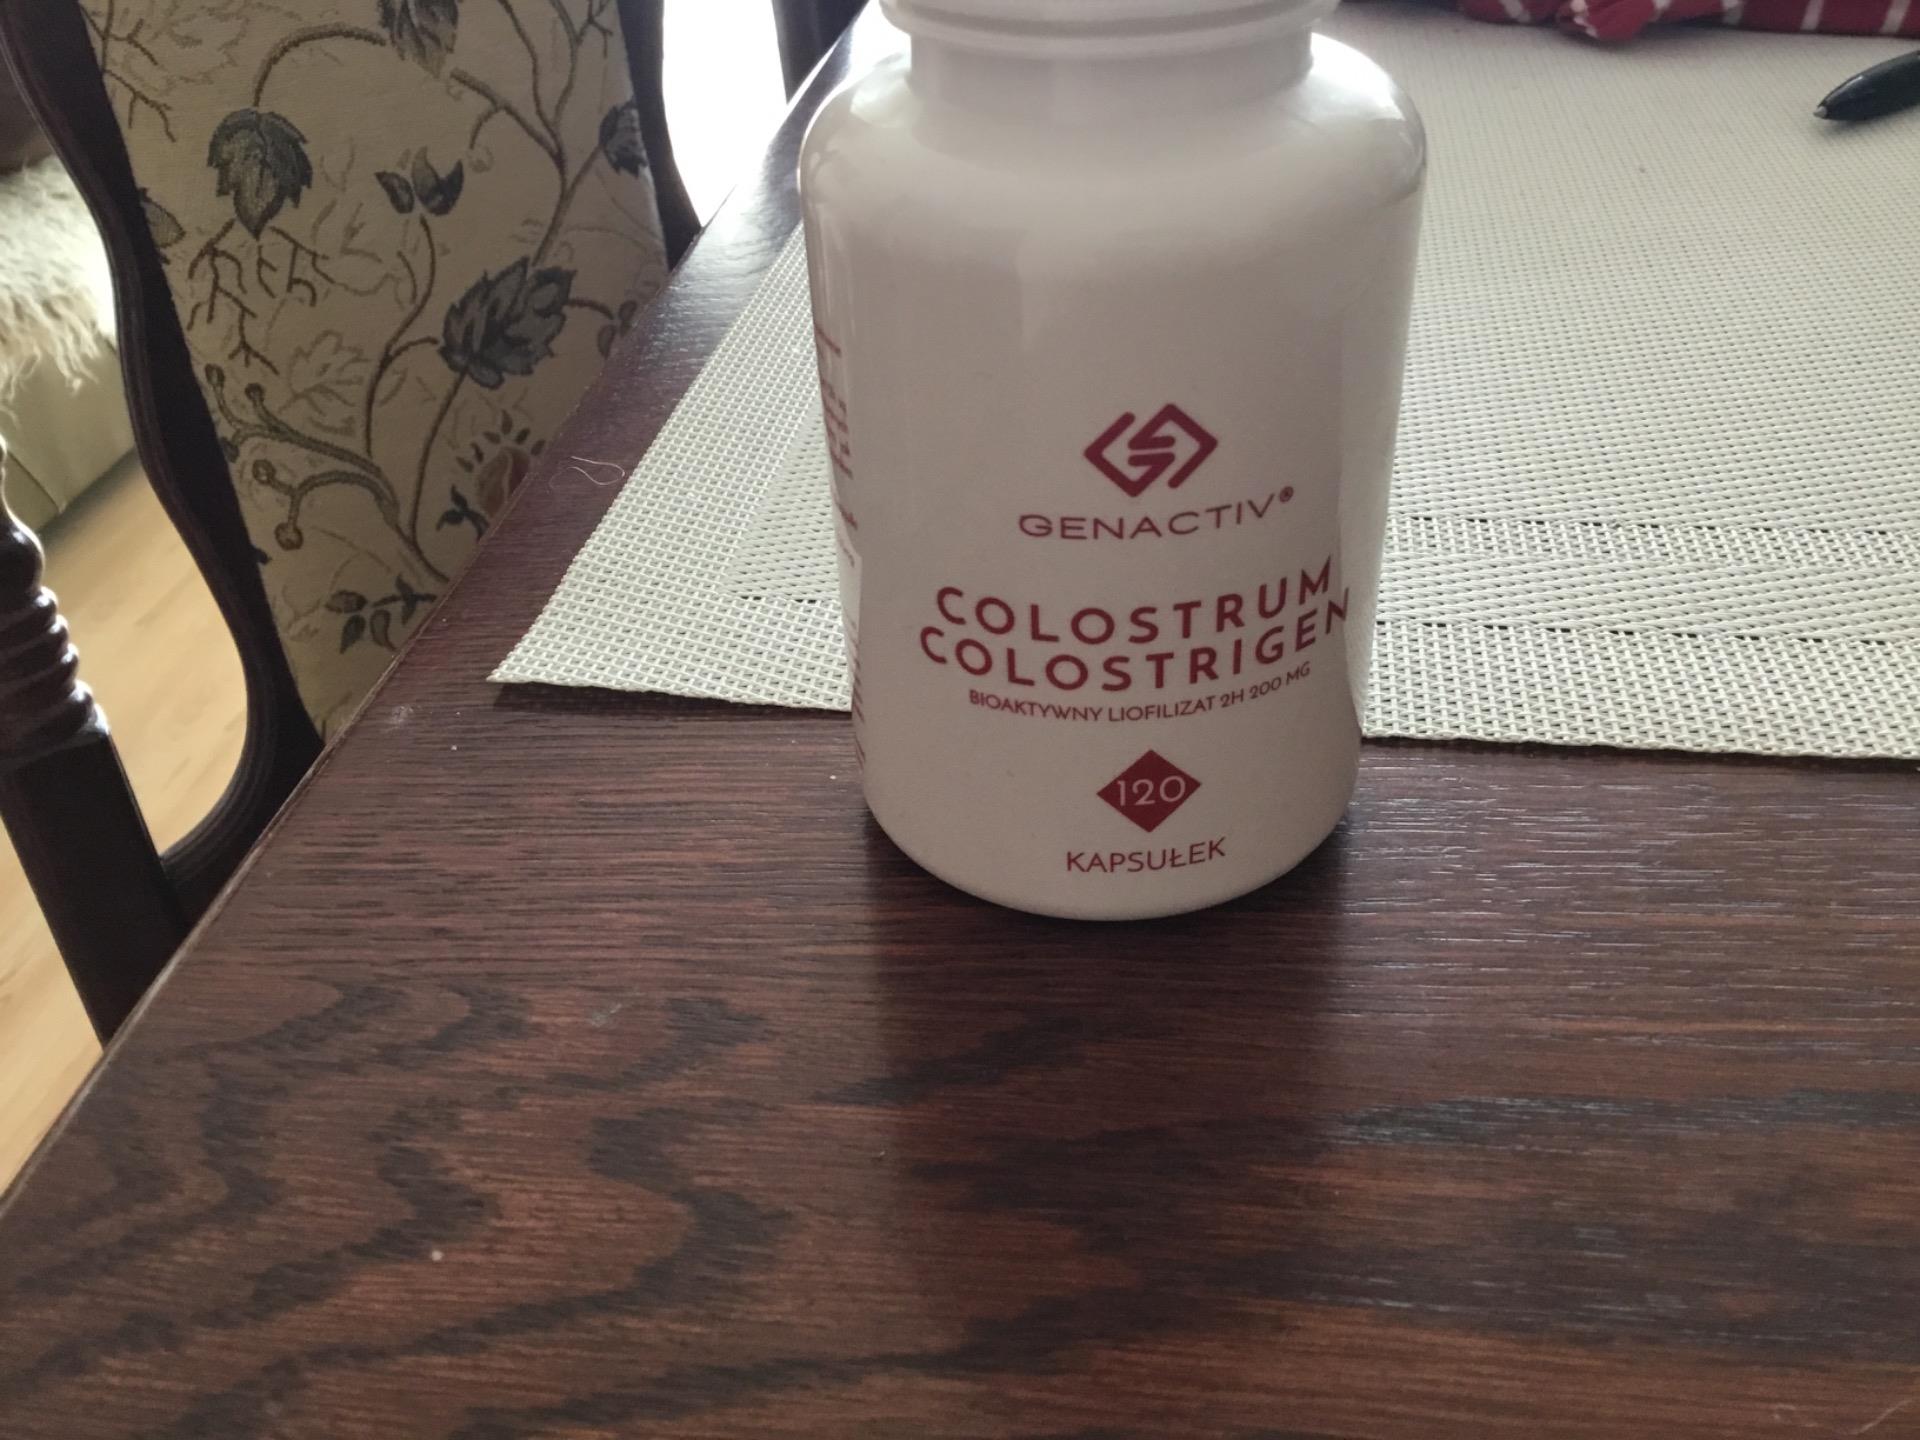 GENACTIV®
COLOSTRUM
COLOSTRIGEN
BIOAKTYWNY LIOFILIZAT 2H 200 MG
120
KAPSUŁEK